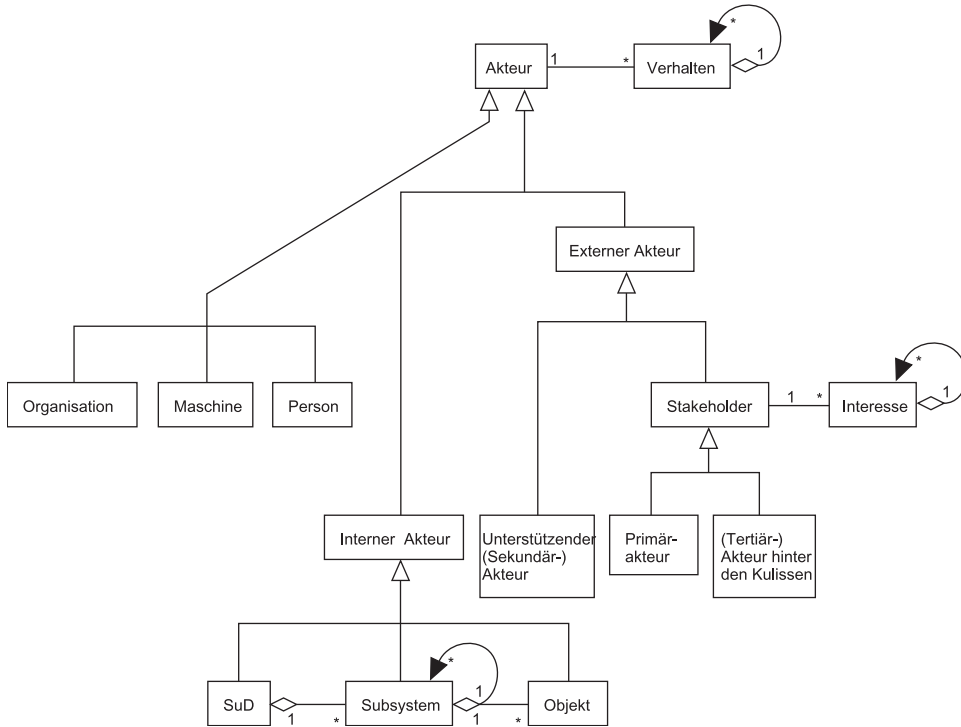 *
Akteur
1
*
Verhalten
1
Externer Akteur
*
Organisation
Maschine
Person
Stakeholder
1
*
Interesse
1
Interner Akteur
Unterstützender
(Sekundär-)
Akteur
Primär-
akteur
(Tertiär-)
Akteur hinter
den Kulissen
*
SuD
1
*
Subsystem
1
1
*
Objekt